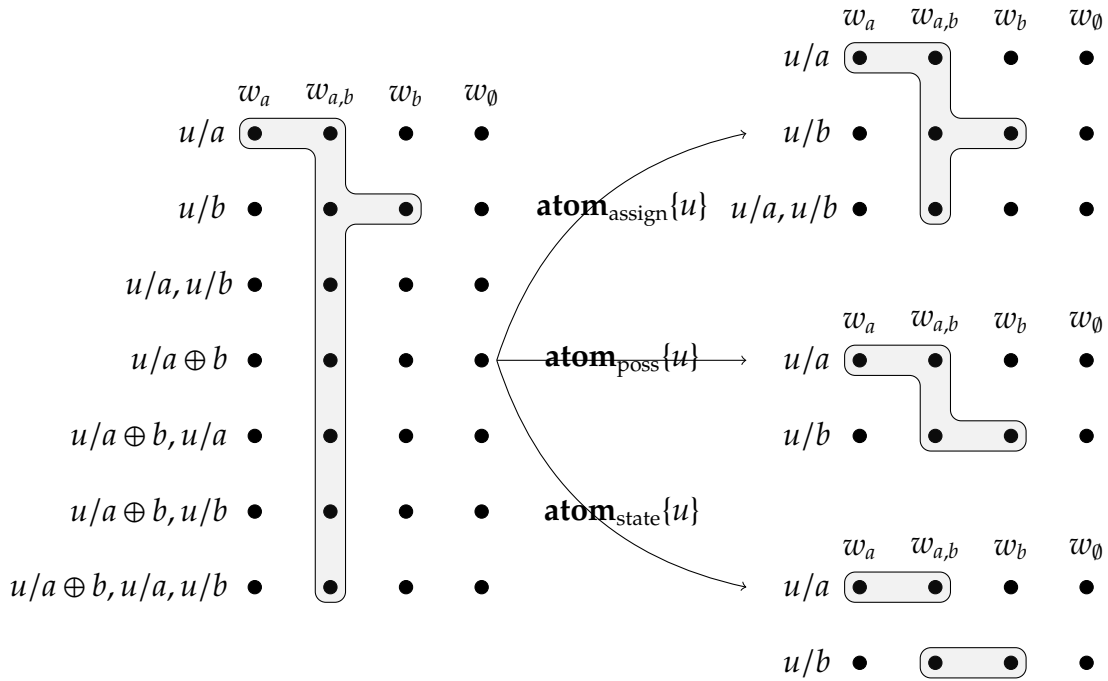 w_a w_{a,b} w_b w_∅
u/a
u/b
u/a, u/b
u/a ⊕ b
u/a ⊕ b, u/a
u/a ⊕ b, u/b
u/a ⊕ b, u/a, u/b
atom_assign{u}
atom_poss{u}
atom_state{u}
w_a w_{a,b} w_b w_∅
u/a
u/b
u/a, u/b
w_a w_{a,b} w_b w_∅
u/a
u/b
w_a w_{a,b} w_b w_∅
u/a
u/b